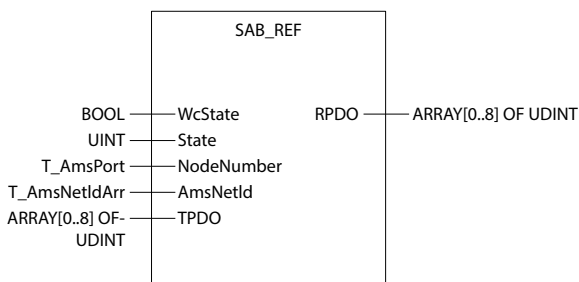 SAB_REF
BOOL WcState RPDO ARRAY[0..8] OF UDINT
UINT State
T_AmsPort NodeNumber
T_AmsNetIdArr AmsNetId
ARRAY[0..8] OF- TPDO
UDINT